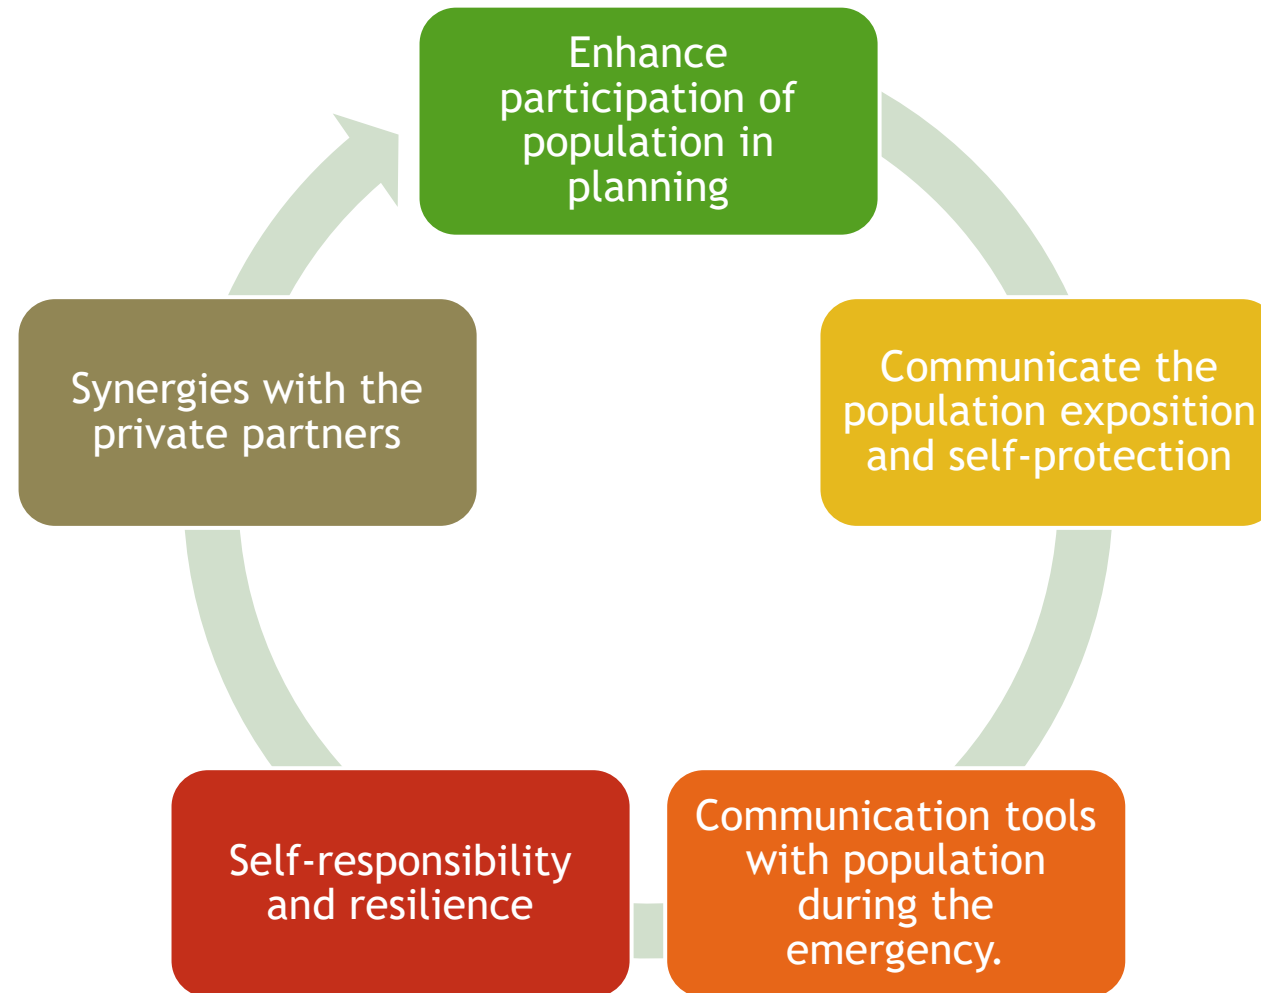 Enhance
participation of
population in
planning
Communicate the
population exposition
and self-protection
Communication tools
with population
during the
emergency.
Self-responsibility
and resilience
Synergies with the
private partners